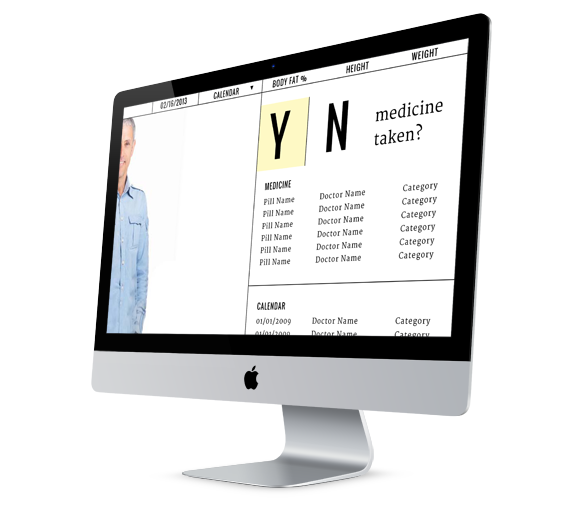 02/16/2013 CALENDAR ▼ BODY FAT % HEIGHT WEIGHT
Y N medicine
taken?
MEDICINE
Pill Name Doctor Name Category
Pill Name Doctor Name Category
Pill Name Doctor Name Category
Pill Name Doctor Name Category
Pill Name Doctor Name Category
Pill Name Doctor Name Category
CALENDAR
01/01/2009 Doctor Name Category
01/01/2009 Doctor Name Category